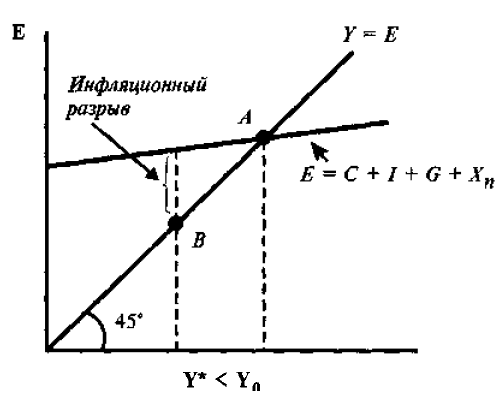 E
Y = E
Инфляционный
разрыв
A
E = C + I + G + Xn
B
45°
Y* < Y0